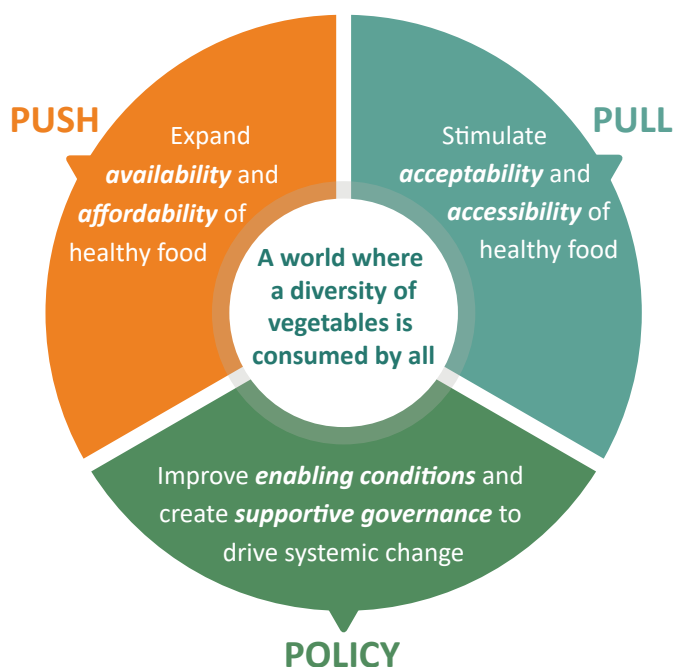 PUSH
Expand
availability and
affordability of
healthy food
PULL
Stimulate
acceptability and
accessibility of
healthy food
A world where
a diversity of
vegetables is
consumed by all
Improve enabling conditions and
create supportive governance to
drive systemic change
POLICY